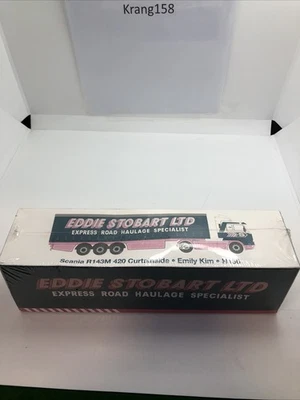 Krang158
EDDIE STOBART LTD
EXPRESS ROAD HAULAGE SPECIALIST
Scania R143M 420 Curtainside • Emily Kim •
EDDIE STOBART LTD
EXPRESS ROAD HAULAGE SPECIALIST